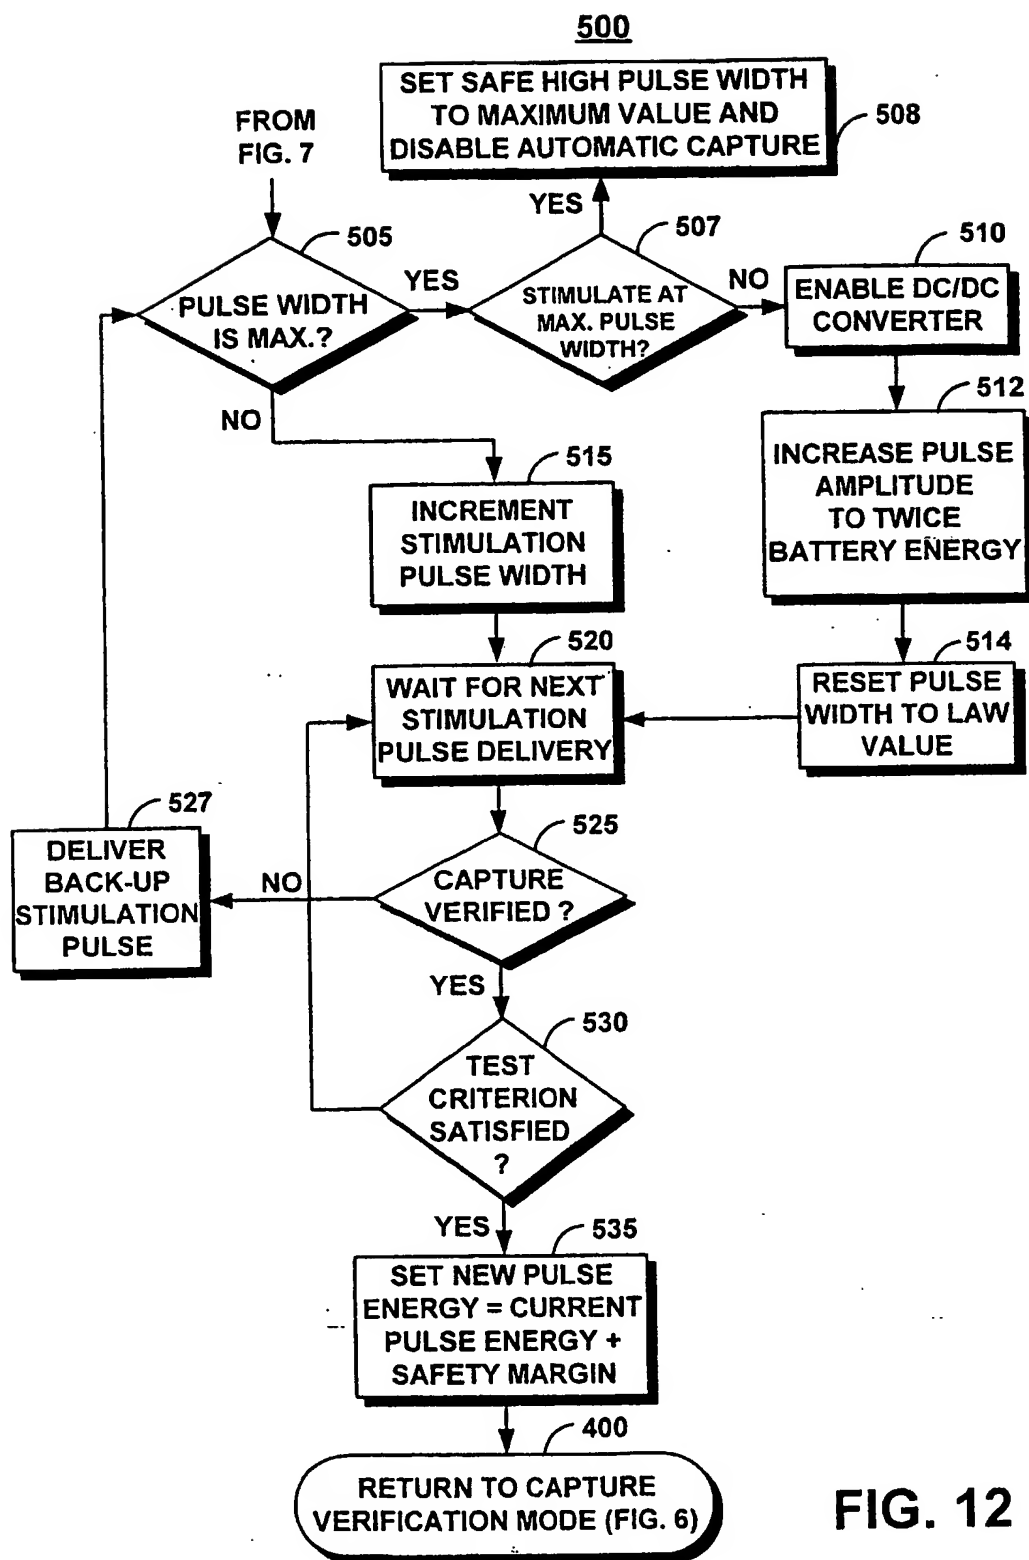 500
SET SAFE HIGH PULSE WIDTH
TO MAXIMUM VALUE AND
DISABLE AUTOMATIC CAPTURE
508
FROM
FIG. 7
YES
505
507
510
PULSE WIDTH
IS MAX.?
YES
STIMULATE AT
MAX. PULSE
WIDTH?
NO
ENABLE DC/DC
CONVERTER
512
NO
515
INCREMENT
STIMULATION
PULSE WIDTH
INCREASE PULSE
AMPLITUDE
TO TWICE
BATTERY ENERGY
520
514
WAIT FOR NEXT
STIMULATION
PULSE DELIVERY
RESET PULSE
WIDTH TO LAW
VALUE
527
525
DELIVER
BACK-UP
STIMULATION
PULSE
NO
CAPTURE
VERIFIED ?
YES
530
TEST
CRITERION
SATISFIED
?
YES
535
SET NEW PULSE
ENERGY = CURRENT
PULSE ENERGY +
SAFETY MARGIN
400
RETURN TO CAPTURE
VERIFICATION MODE (FIG. 6)
FIG. 12